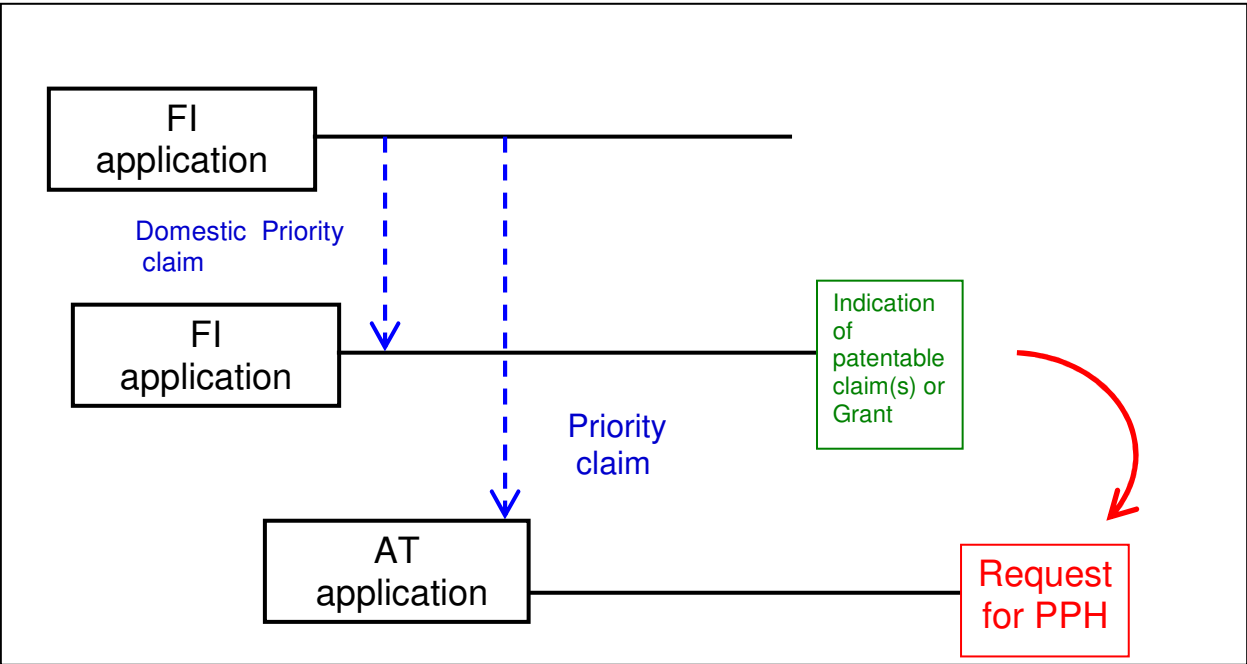 FI
application
Domestic Priority
claim
FI
application
Indication
of
patentable
claim(s) or
Grant
Priority
claim
AT
application
Request
for PPH